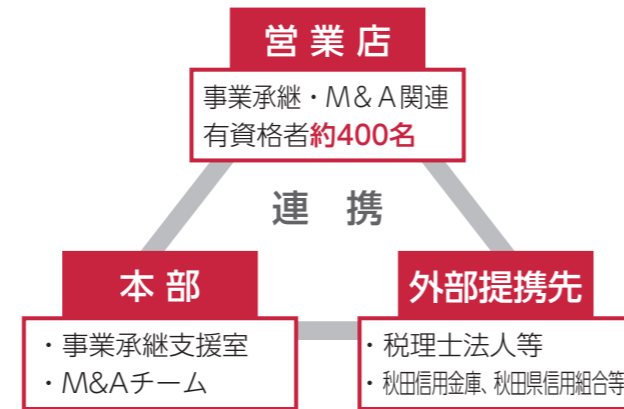 営業店
事業承継・M&A関連
有資格者約400名
連携
本部
・事業承継支援室
・M&Aチーム
外部提携先
・税理士法人等
・秋田信用金庫、秋田県信用組合等